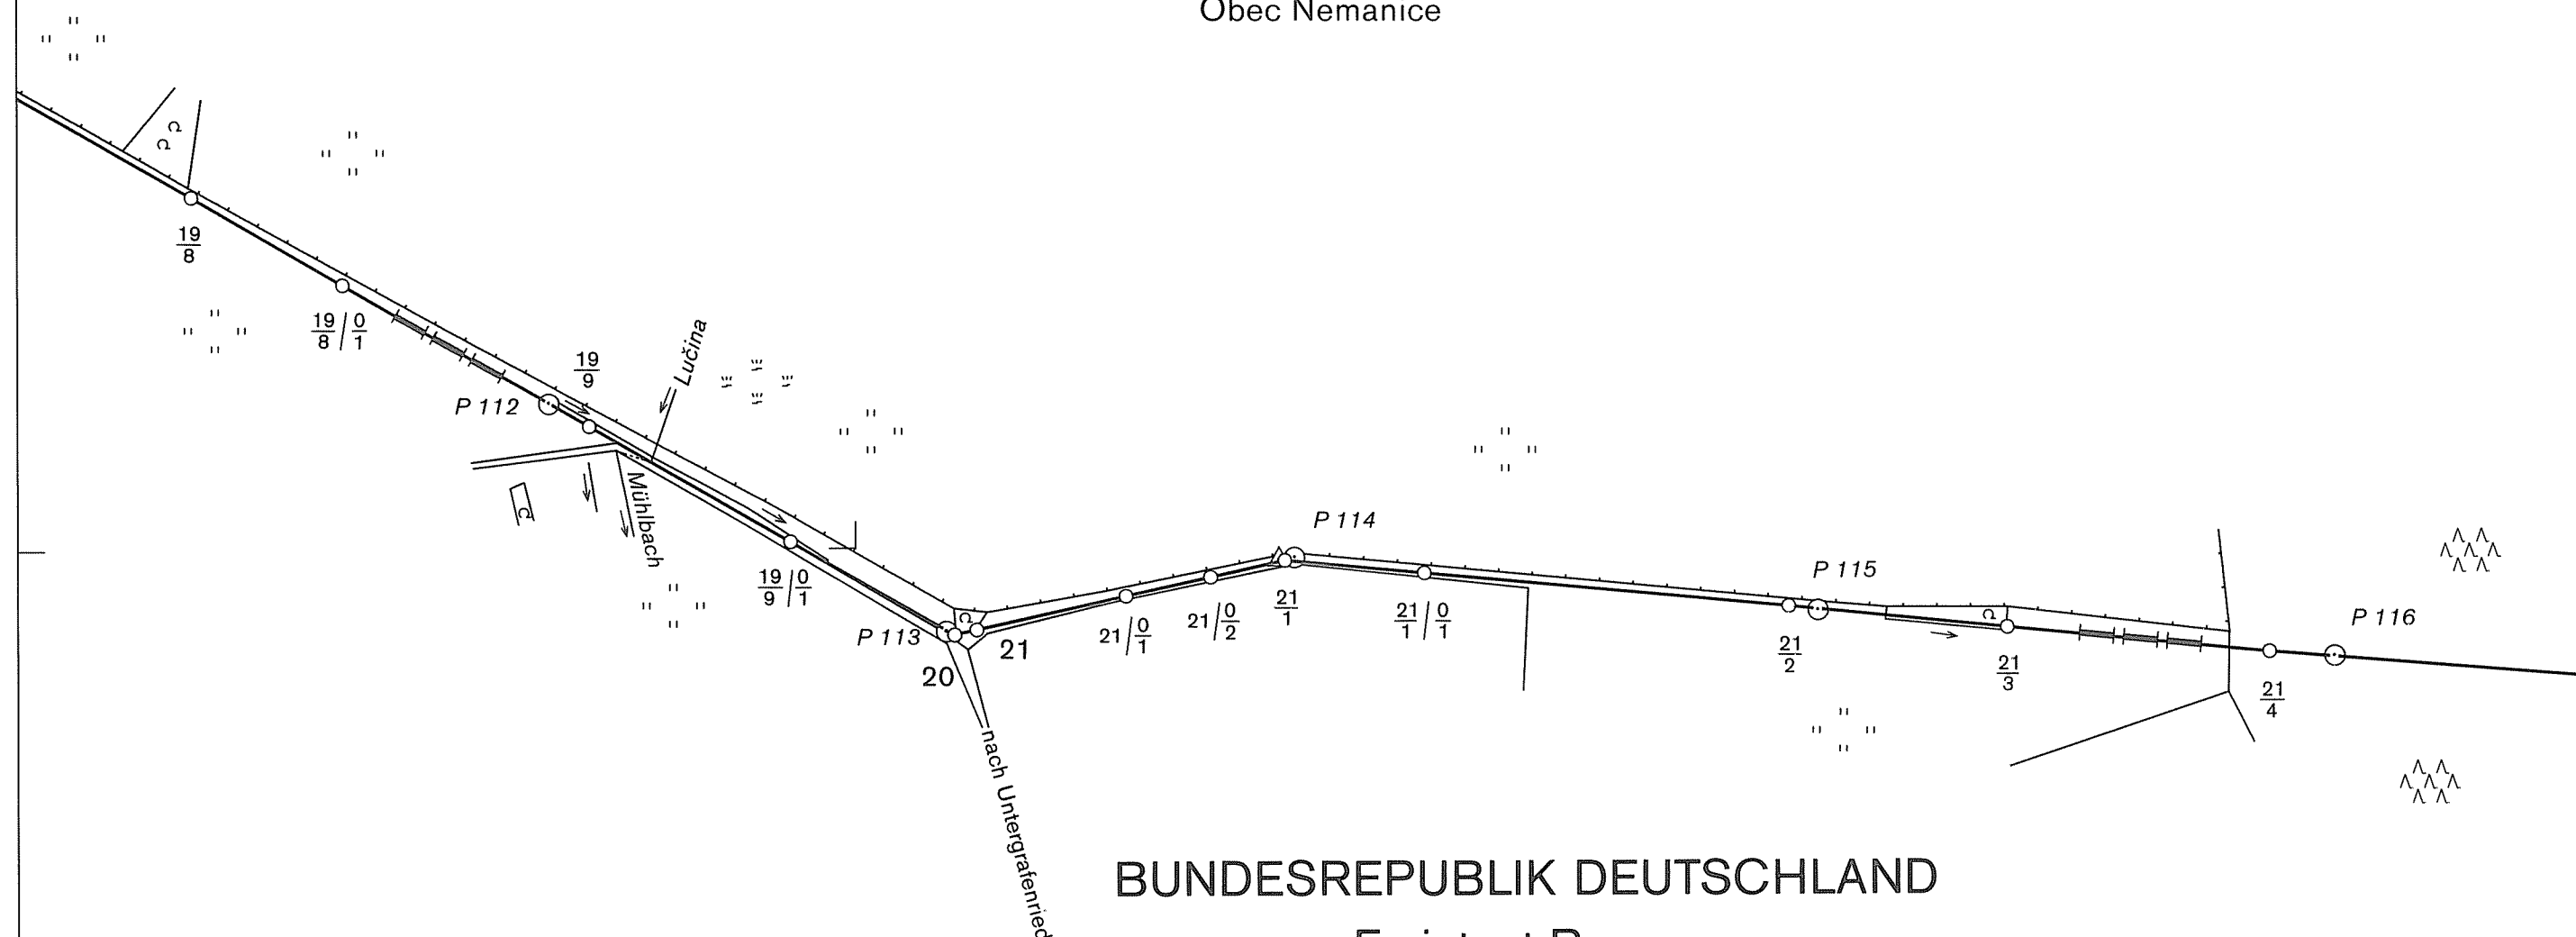 Obec Nemanice
19
8
19/0
8/1
19
9
Lučina
P 112
Mühlbach
19/0
9/1
P 113
20
21
21/0
1
21/0
2
21
1
P 114
21/0
1/1
P 115
21
2
21
3
P 116
21
4
nach Untergrafenried
BUNDESREPUBLIK DEUTSCHLAND